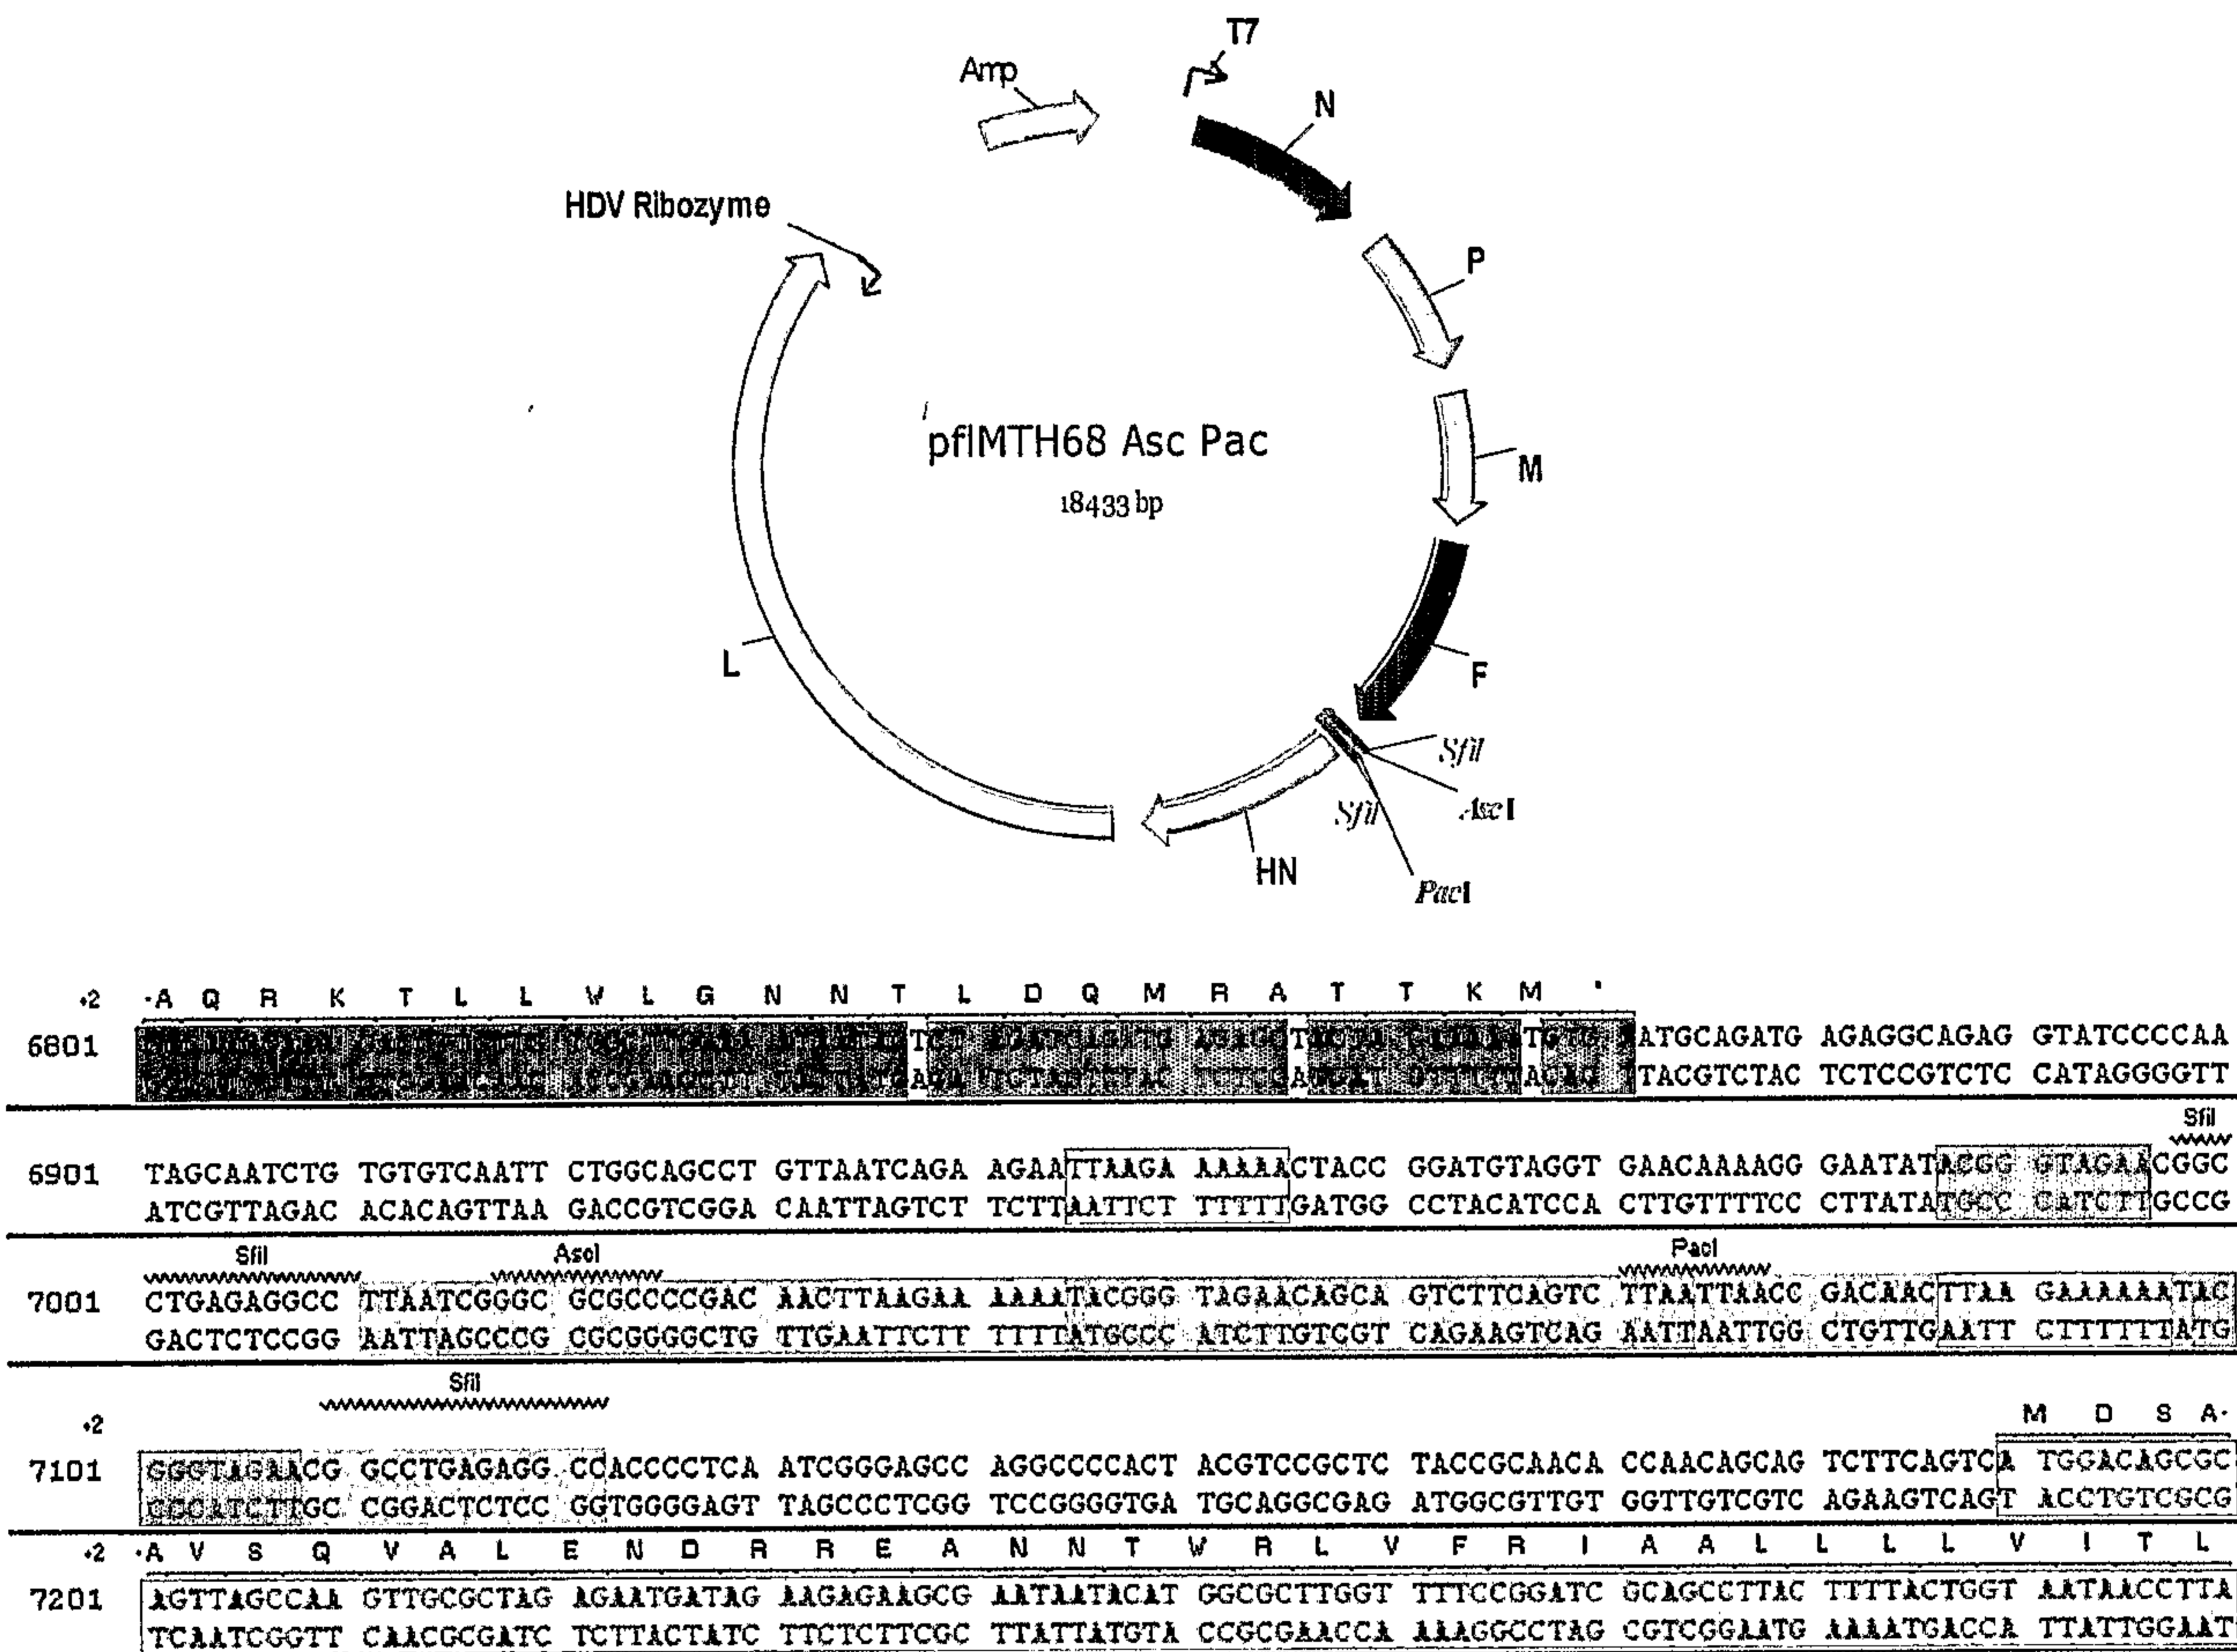 T7
Amp
N
HDV Ribozyme
P
pflMTH68 Asc Pac
M
18433 bp
L
F
SfiI
AscI
SfiI
HN
PacI
+2 ·A Q R K T L L W L G N N T L D Q M R A T T K M *
6801 ATGCAGATG AGAGGCAGAG GTATCCCCAA
TACGTCTAC TCTCCGTCTC CATAGGGGTT
SfiI
6901 TAGCAATCTG TGTGTCAATT CTGGCAGCCT GTTAATCAGA AGAATTAAGA AAAAACTACC GGATGTAGGT GAACAAAAGG GAATATACGG GTAGAACGGC
ATCGTTAGAC ACACAGTTAA GACCGTCGGA CAATTAGTCT TCTTAATTCT TTTTTGATGG CCTACATCCA CTTGTTTTCC CTTATATGCC CATCTTGCCG
SfiI AscI PacI
7001 CTGAGAGGCC TTAATCGGGC GCGCCCCGAC AACTTAAGAA AAAATACGGG TAGAACAGCA GTCTTCAGTC TTAATTAACC GACAACTTAA GAAAAAATAC
GACTCTCCGG AATTAGCCCG CGCGGGGCTG TTGAATTCTT TTTTATGCCC ATCTTGTCGT CAGAAGTCAG AATTAATTGG CTGTTGAATT CTTTTTTATG
SfiI
+2 M D S A·
7101 GGGTAGAACG GCCTGAGAGG CCACCCCTCA ATCGGGAGCC AGGCCCCACT ACGTCCGCTC TACCGCAACA CCAACAGCAG TCTTCAGTCA TGGACAGCGC
CCCATCTTGC CGGACTCTCC GGTGGGGAGT TAGCCCTCGG TCCGGGGTGA TGCAGGCGAG ATGGCGTTGT GGTTGTCGTC AGAAGTCAGT ACCTGTCGCG
+2 ·A V S Q V A L E N D R R E A N N T W R L V F R I A A L L L L V I T L
7201 AGTTAGCCAA GTTGCGCTAG AGAATGATAG AAGAGAAGCG AATAATACAT GGCGCTTGGT TTTCCGGATC GCAGCCTTAC TTTTACTGGT AATAACCTTA
TCAATCGGTT CAACGCGATC TCTTACTATC TTCTCTTCGC TTATTATGTA CCGCGAACCA AAAGGCCTAG CGTCGGAATG AAAATGACCA TTATTGGAAT